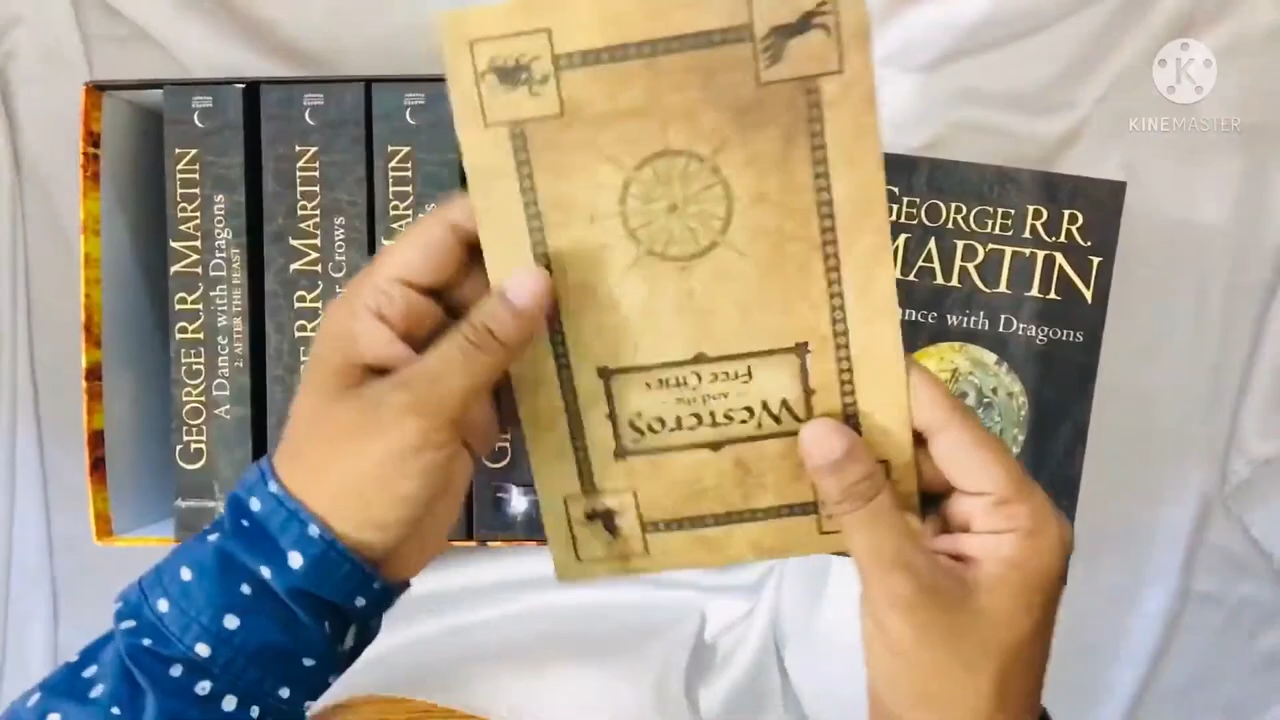 GEORGE R.R. MARTIN
A Dance with Dragons
2: AFTER THE FEAST
R.R. MARTIN
Crows
MARTIN
Westeros
- and the -
Free Cities
GEORGE R.R.
MARTIN
ance with Dragons
KINEMASTER